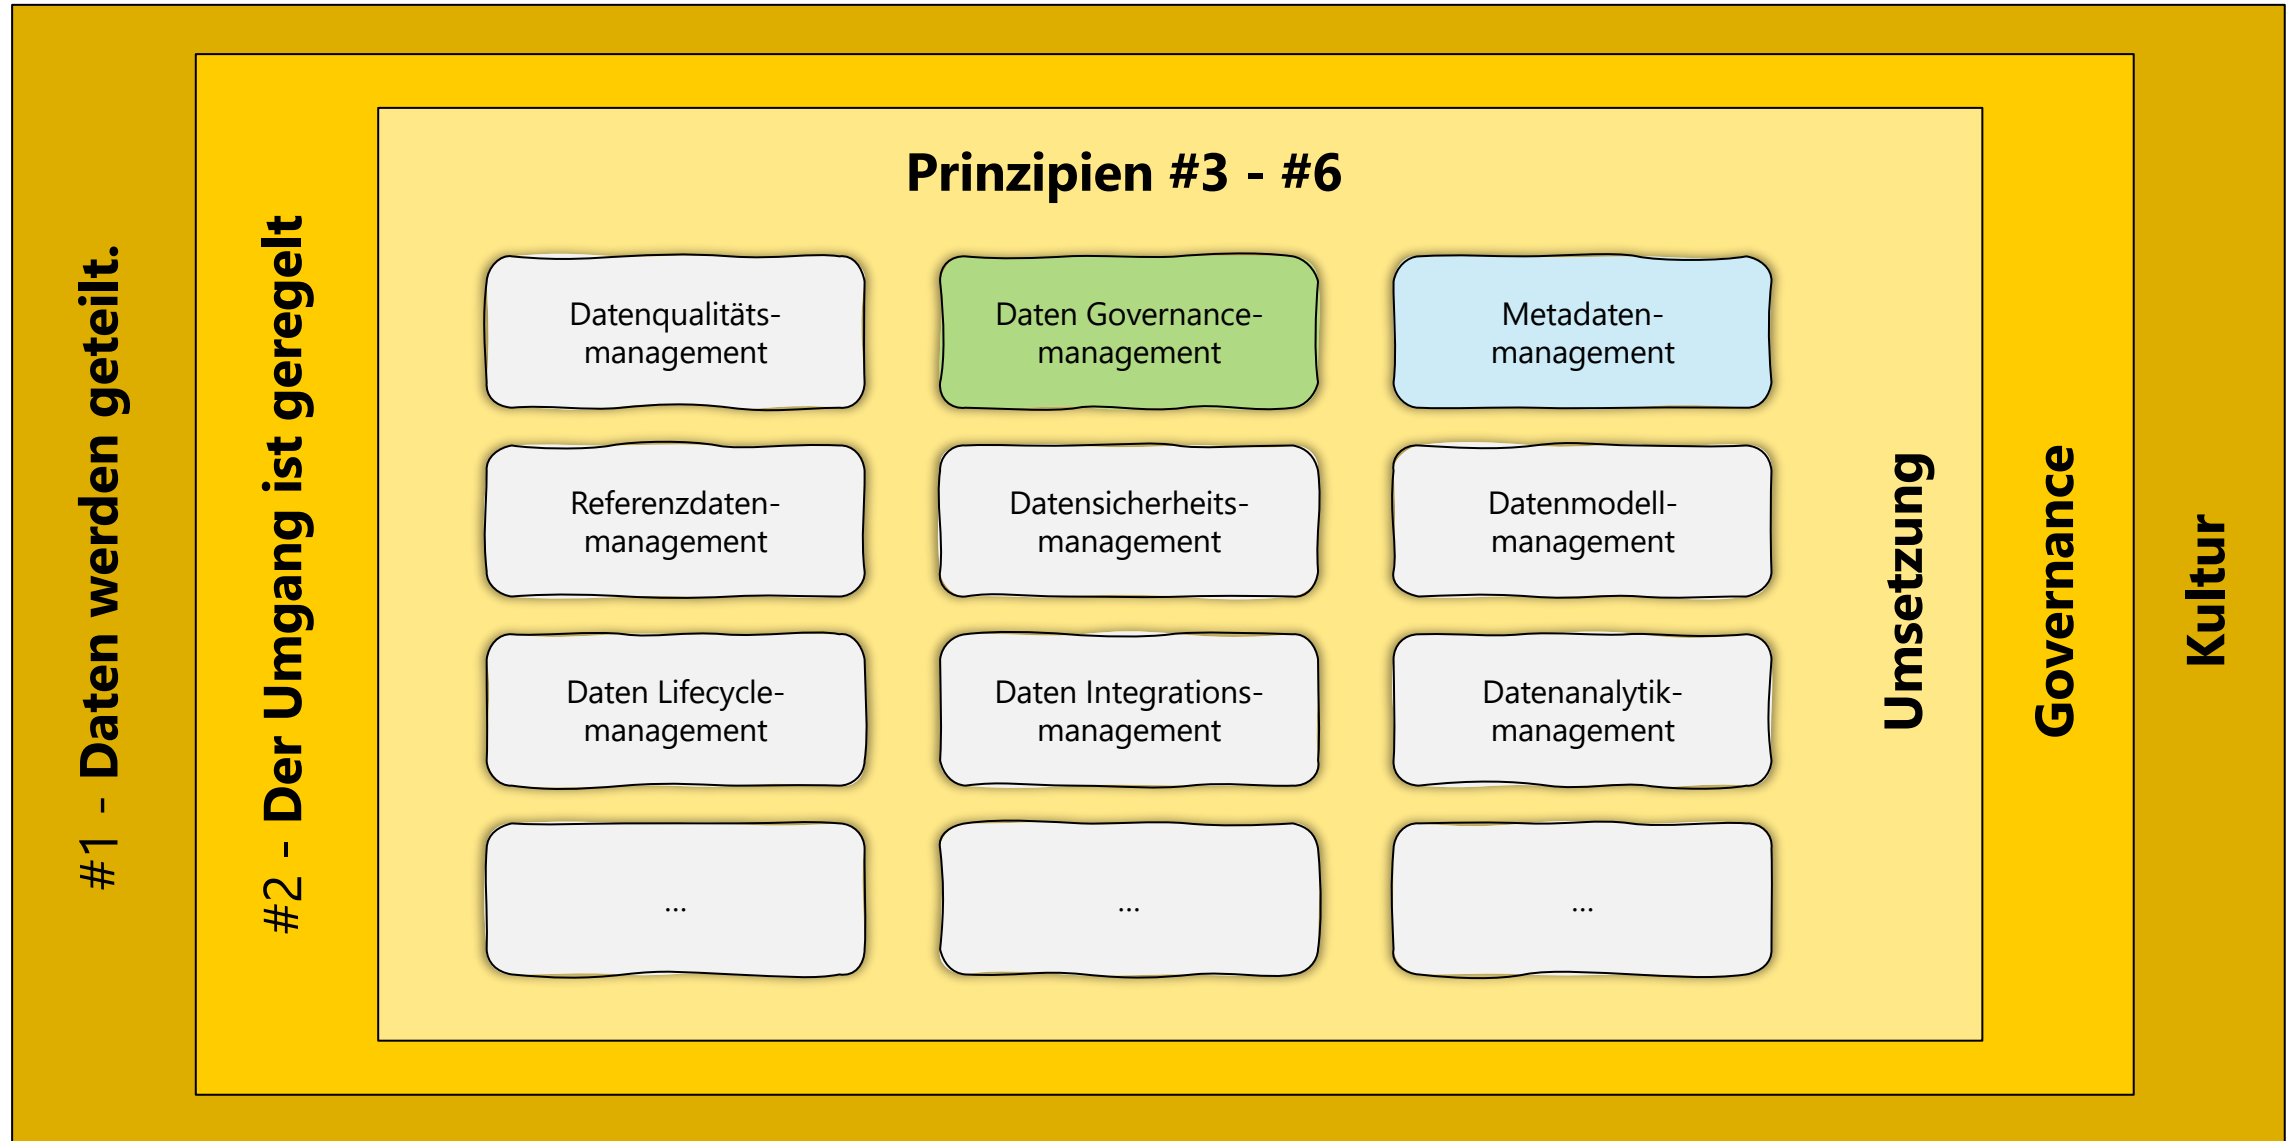 #1 - Daten werden geteilt.
#2 - Der Umgang ist geregelt
Prinzipien #3 - #6
Datenqualitäts-
management
Daten Governance-
management
Metadaten-
management
Referenzdaten-
management
Datensicherheits-
management
Datenmodell-
management
Daten Lifecycle-
management
Daten Integrations-
management
Datenanalytik-
management
...
...
...
Umsetzung
Governance
Kultur